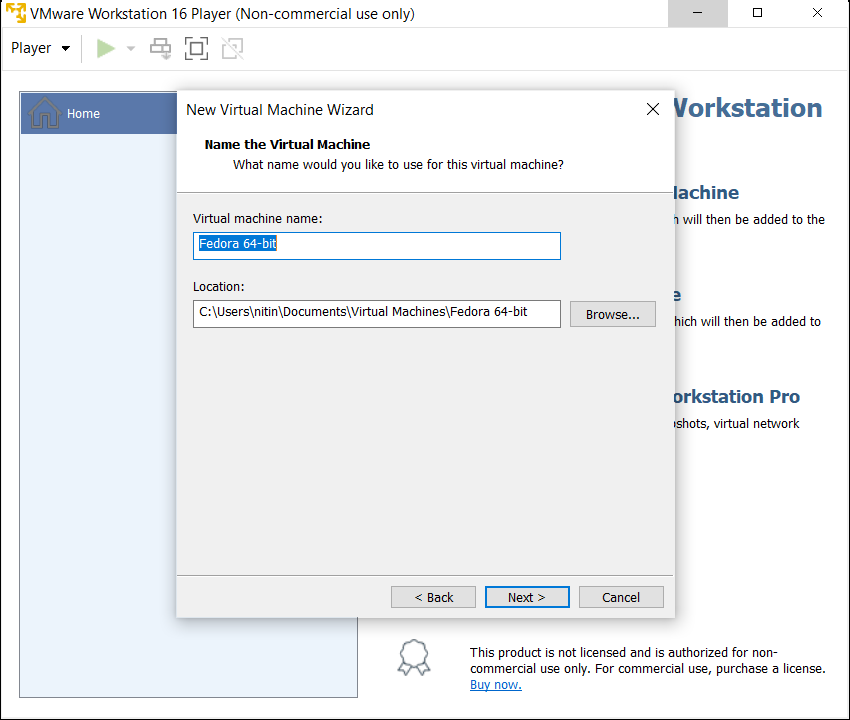 VMware Workstation 16 Player (Non-commercial use only)
Player
Home
New Virtual Machine Wizard
Name the Virtual Machine
What name would you like to use for this virtual machine?
Virtual machine name:
Fedora 64-bit
Location:
C:\Users\nitin\Documents\Virtual Machines\Fedora 64-bit
Browse...
< Back
Next >
Cancel
Workstation
will then be added to the
which will then be added to
Workstation Pro
virtual network
This product is not licensed and is authorized for non-
commercial use only. For commercial use, purchase a license.
Buy now.